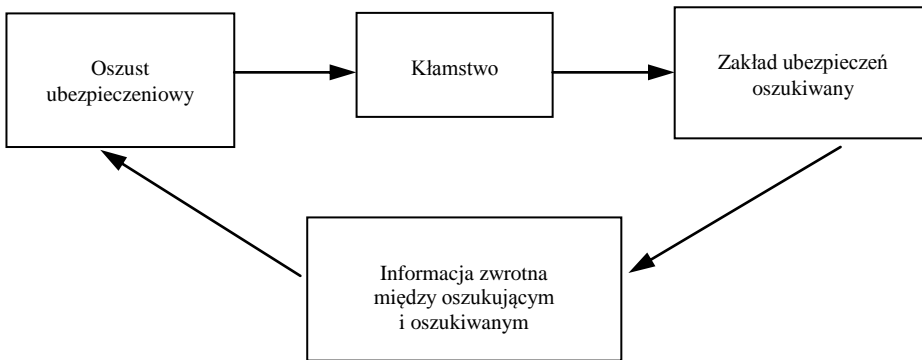 Oszust
ubezpieczeniowy
Kłamstwo
Zakład ubezpieczeń
oszukiwany
Informacja zwrotna
między oszukującym
i oszukiwanym